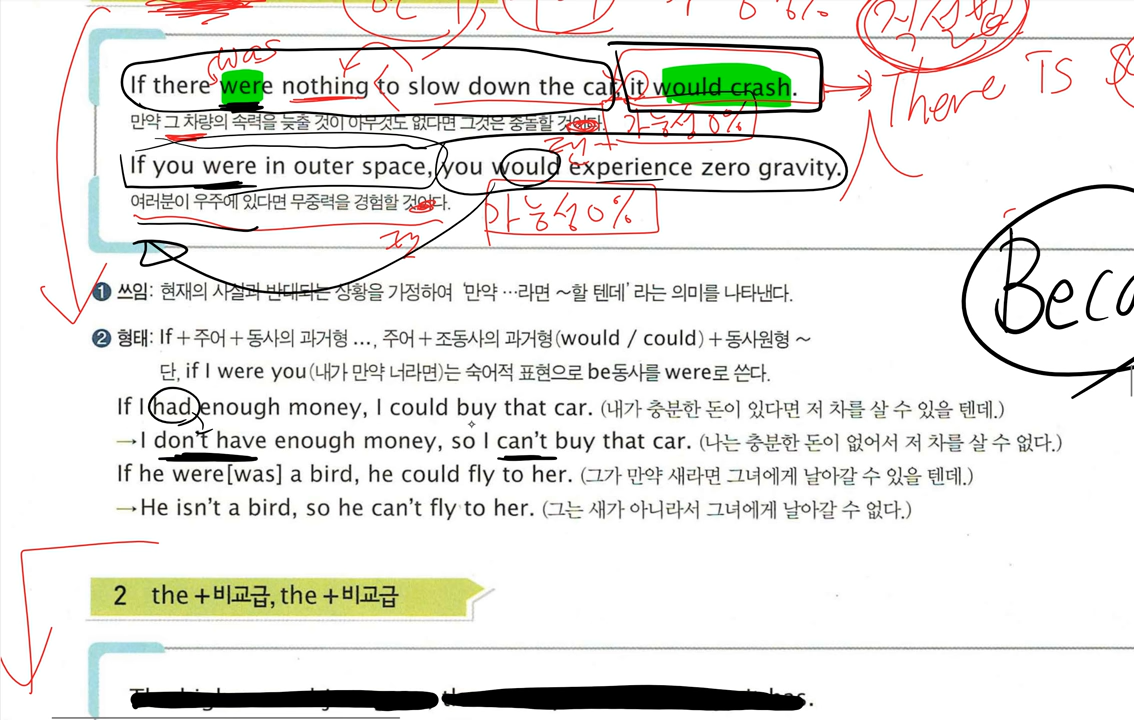 직설법
was
If there were nothing to slow down the car, it would crash.
There Is
만약 그 차량의 속력을 늦출 것이 아무것도 없다면 그것은 중돌할 것이다.
가능성 0%
If you were in outer space, you would experience zero gravity.
여러분이 우주에 있다면 무중력을 경험할 것이다.
가능성 0%
Beca
1 쓰임: 현재의 사실과 반대되는 상황을 가정하여 ‘만약 …라면 ~할 텐데’ 라는 의미를 나타낸다.
2 형태: If + 주어 + 동사의 과거형 …, 주어 + 조동사의 과거형(would / could) + 동사원형 ~
단, if I were you(내가 만약 너라면)는 숙어적 표현으로 be동사를 were로 쓴다.
If I had enough money, I could buy that car. (내가 충분한 돈이 있다면 저 차를 살 수 있을 텐데.)
→ I don’t have enough money, so I can’t buy that car. (나는 충분한 돈이 없어서 저 차를 살 수 없다.)
If he were[was] a bird, he could fly to her. (그가 만약 새라면 그녀에게 날아갈 수 있을 텐데.)
→ He isn’t a bird, so he can’t fly to her. (그는 새가 아니라서 그녀에게 날아갈 수 없다.)
2 the + 비교급, the + 비교급